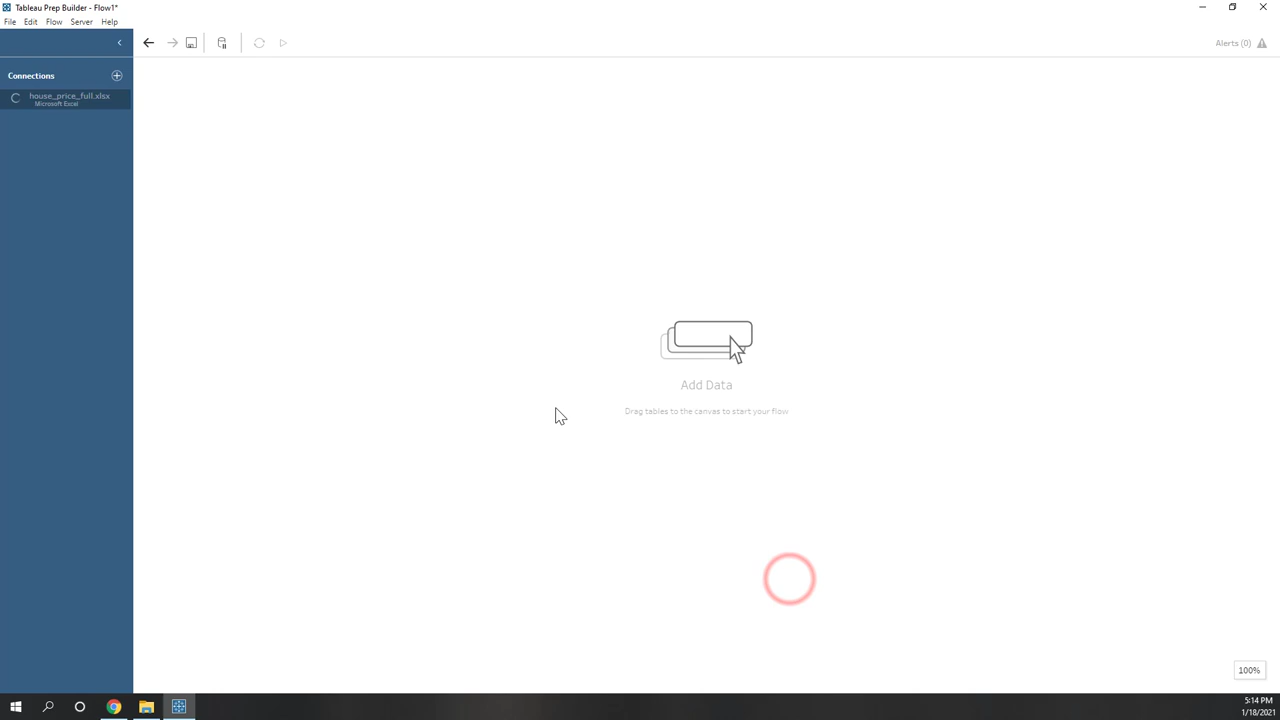 Tableau Prep Builder - Flow1*
File Edit Flow Server Help
Alerts (0)
Connections
house_price_full.xlsx
Microsoft Excel
Add Data
Drag tables to the canvas to start your flow
100%
5:14 PM
1/18/2021